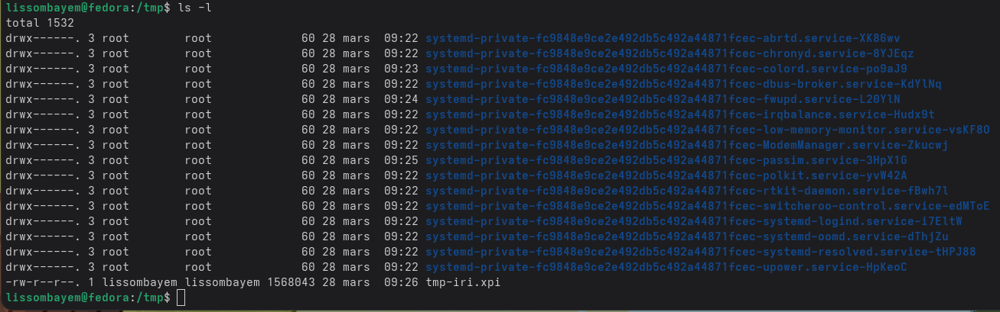 lissombayem@fedora:/tmp$ ls -l
total 1532
drwx------. 3 root        root             60 28 mars  09:22 systemd-private-fc9848e9ce2e492db5c492a44871fcec-abrtd.service-XK86wv
drwx------. 3 root        root             60 28 mars  09:22 systemd-private-fc9848e9ce2e492db5c492a44871fcec-chronyd.service-8YJEqz
drwx------. 3 root        root             60 28 mars  09:23 systemd-private-fc9848e9ce2e492db5c492a44871fcec-colord.service-po9aJ9
drwx------. 3 root        root             60 28 mars  09:22 systemd-private-fc9848e9ce2e492db5c492a44871fcec-dbus-broker.service-KdYlNq
drwx------. 3 root        root             60 28 mars  09:24 systemd-private-fc9848e9ce2e492db5c492a44871fcec-fwupd.service-L20YlN
drwx------. 3 root        root             60 28 mars  09:22 systemd-private-fc9848e9ce2e492db5c492a44871fcec-irqbalance.service-Hudx9t
drwx------. 3 root        root             60 28 mars  09:22 systemd-private-fc9848e9ce2e492db5c492a44871fcec-low-memory-monitor.service-vsKF8O
drwx------. 3 root        root             60 28 mars  09:22 systemd-private-fc9848e9ce2e492db5c492a44871fcec-ModemManager.service-Zkucwj
drwx------. 3 root        root             60 28 mars  09:25 systemd-private-fc9848e9ce2e492db5c492a44871fcec-passim.service-3HpX1G
drwx------. 3 root        root             60 28 mars  09:22 systemd-private-fc9848e9ce2e492db5c492a44871fcec-polkit.service-yvW42A
drwx------. 3 root        root             60 28 mars  09:22 systemd-private-fc9848e9ce2e492db5c492a44871fcec-rtkit-daemon.service-fBwh7l
drwx------. 3 root        root             60 28 mars  09:22 systemd-private-fc9848e9ce2e492db5c492a44871fcec-switcheroo-control.service-edMToE
drwx------. 3 root        root             60 28 mars  09:22 systemd-private-fc9848e9ce2e492db5c492a44871fcec-systemd-logind.service-i7EltW
drwx------. 3 root        root             60 28 mars  09:22 systemd-private-fc9848e9ce2e492db5c492a44871fcec-systemd-oomd.service-dThjZu
drwx------. 3 root        root             60 28 mars  09:22 systemd-private-fc9848e9ce2e492db5c492a44871fcec-systemd-resolved.service-tHPJ88
drwx------. 3 root        root             60 28 mars  09:22 systemd-private-fc9848e9ce2e492db5c492a44871fcec-upower.service-HpKeoC
-rw-r--r--. 1 lissombayem lissombayem 1568043 28 mars  09:26 tmp-iri.xpi
lissombayem@fedora:/tmp$